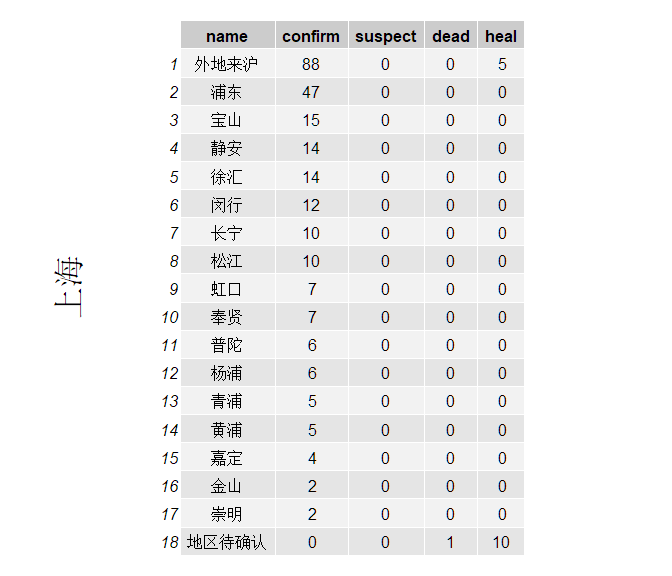 上海
name confirm suspect dead heal
1 外地来沪 88 0 0 5
2 浦东 47 0 0 0
3 宝山 15 0 0 0
4 静安 14 0 0 0
5 徐汇 14 0 0 0
6 闵行 12 0 0 0
7 长宁 10 0 0 0
8 松江 10 0 0 0
9 虹口 7 0 0 0
10 奉贤 7 0 0 0
11 普陀 6 0 0 0
12 杨浦 6 0 0 0
13 青浦 5 0 0 0
14 黄浦 5 0 0 0
15 嘉定 4 0 0 0
16 金山 2 0 0 0
17 崇明 2 0 0 0
18 地区待确认 0 0 1 10